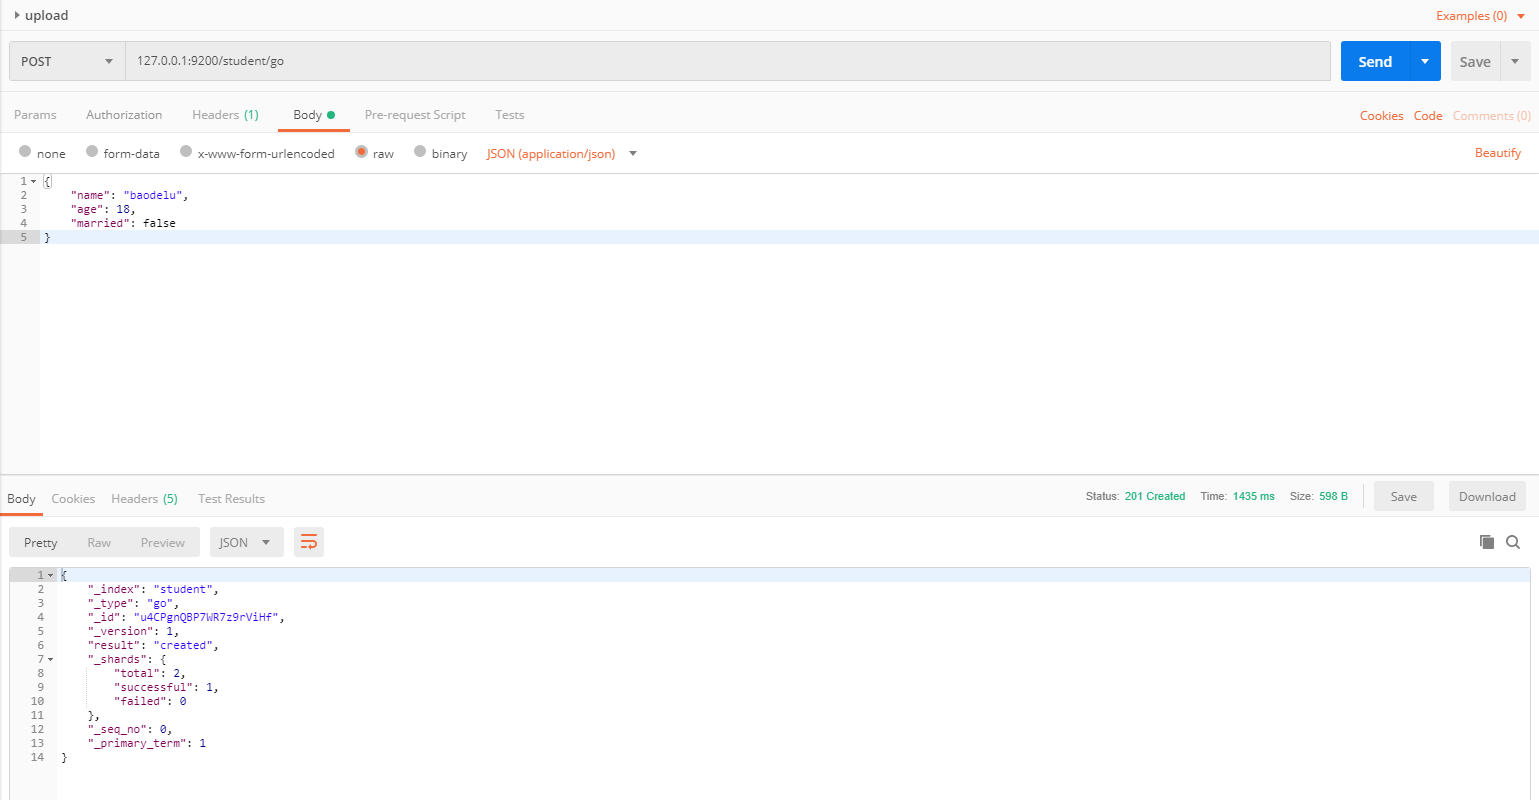 upload Examples (0)
POST 127.0.0.1:9200/student/go Send Save
Params Authorization Headers (1) Body Pre-request Script Tests Cookies Code Comments (0)
none form-data x-www-form-urlencoded raw binary JSON (application/json) Beautify
1 {
2 "name": "baodelu",
3 "age": 18,
4 "married": false
5 }
Body Cookies Headers (5) Test Results Status: 201 Created Time: 1435 ms Size: 598 B Save Download
Pretty Raw Preview JSON
1 {
2 "_index": "student",
3 "_type": "go",
4 "_id": "u4CPgnQBP7WR7z9rViHf",
5 "_version": 1,
6 "result": "created",
7 "_shards": {
8 "total": 2,
9 "successful": 1,
10 "failed": 0
11 },
12 "_seq_no": 0,
13 "_primary_term": 1
14 }